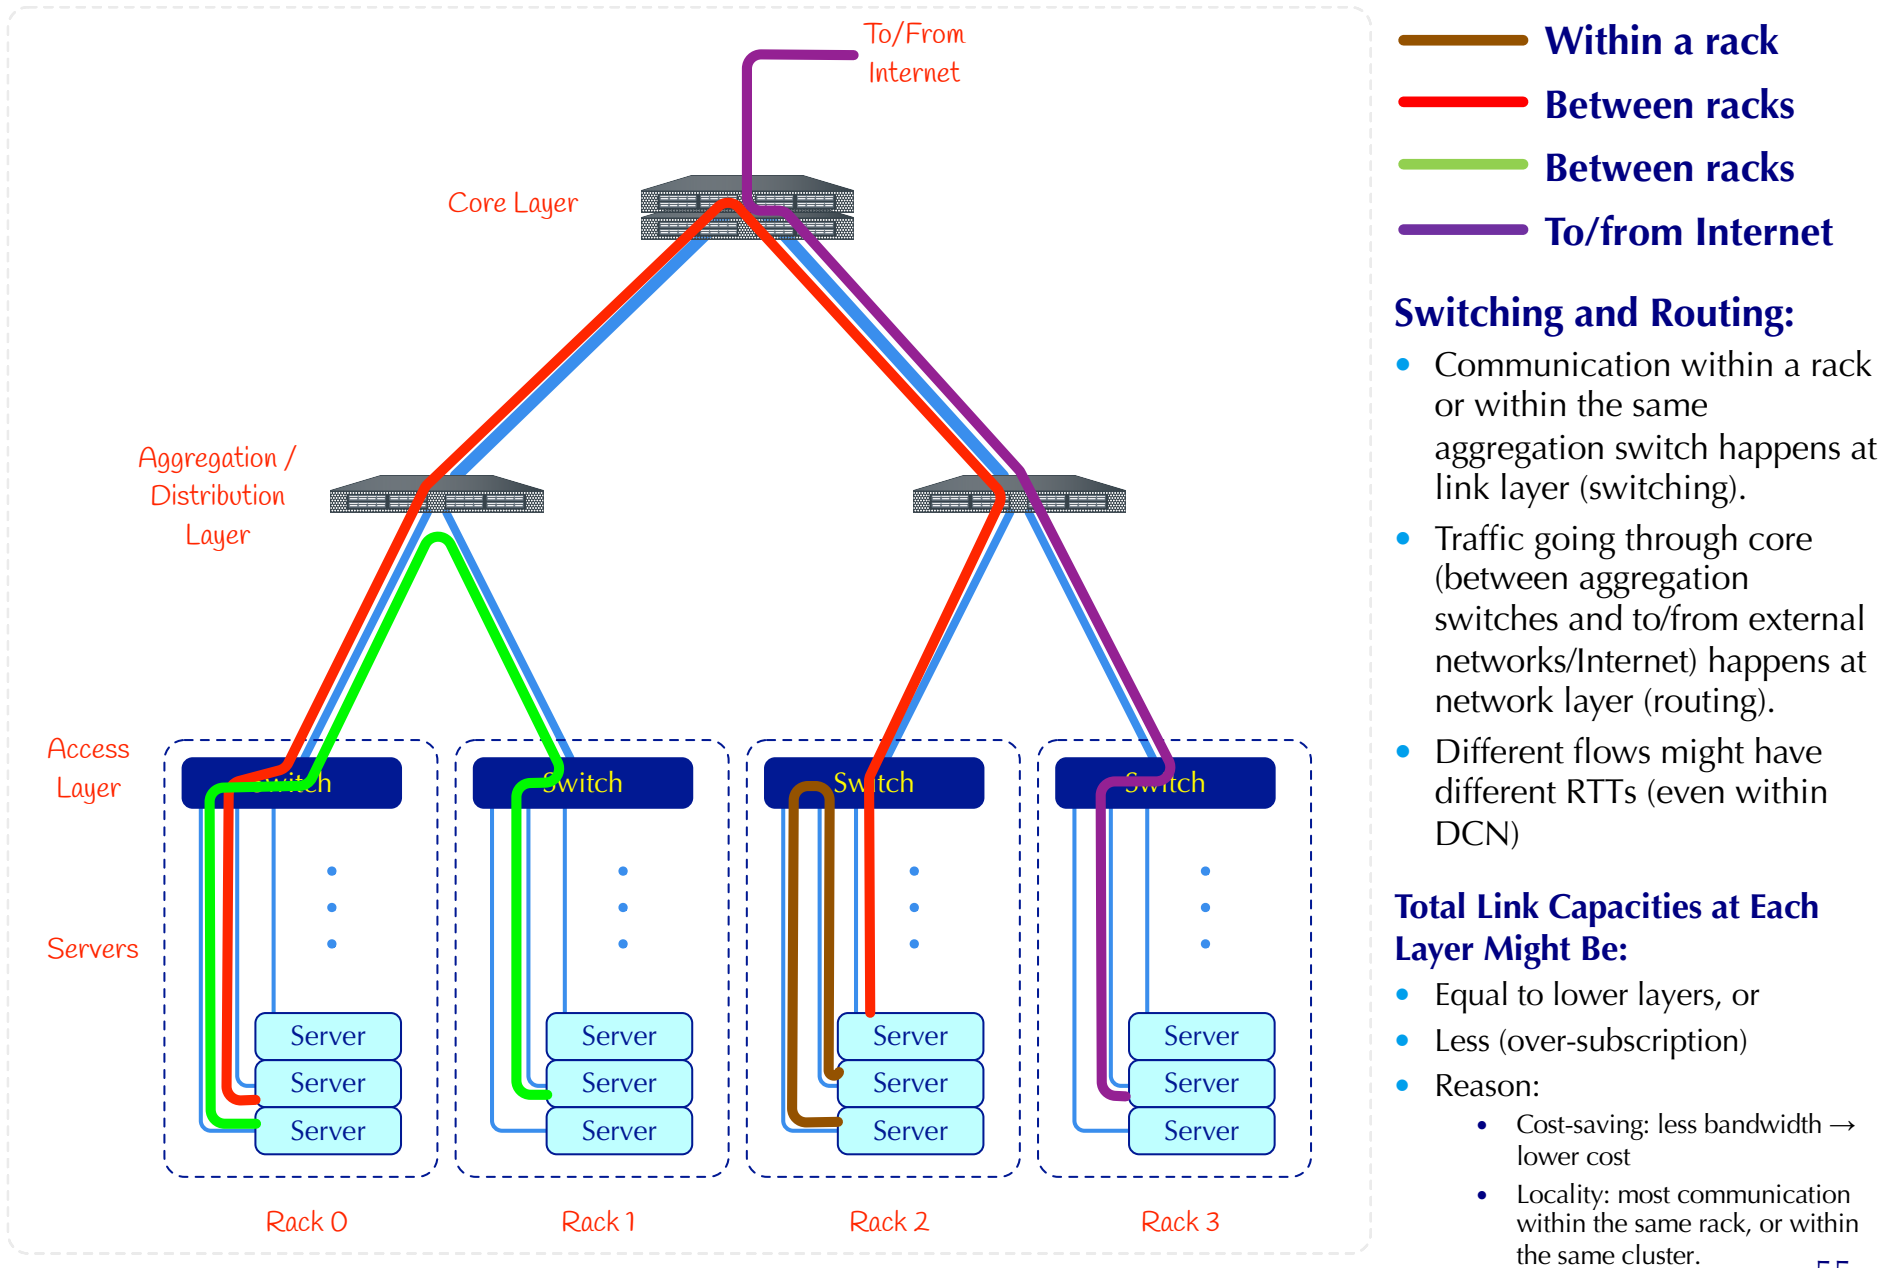 To/From
Internet
Core Layer
Aggregation /
Distribution
Layer
Access
Layer
Switch
Switch
Switch
Switch
Servers
Server
Server
Server
Server
Server
Server
Server
Server
Server
Server
Server
Server
Rack 0
Rack 1
Rack 2
Rack 3
Within a rack
Between racks
Between racks
To/from Internet
Switching and Routing:
• Communication within a rack
or within the same
aggregation switch happens at
link layer (switching).
• Traffic going through core
(between aggregation
switches and to/from external
networks/Internet) happens at
network layer (routing).
• Different flows might have
different RTTs (even within
DCN)
Total Link Capacities at Each
Layer Might Be:
• Equal to lower layers, or
• Less (over-subscription)
• Reason:
• Cost-saving: less bandwidth →
lower cost
• Locality: most communication
within the same rack, or within
the same cluster.
55